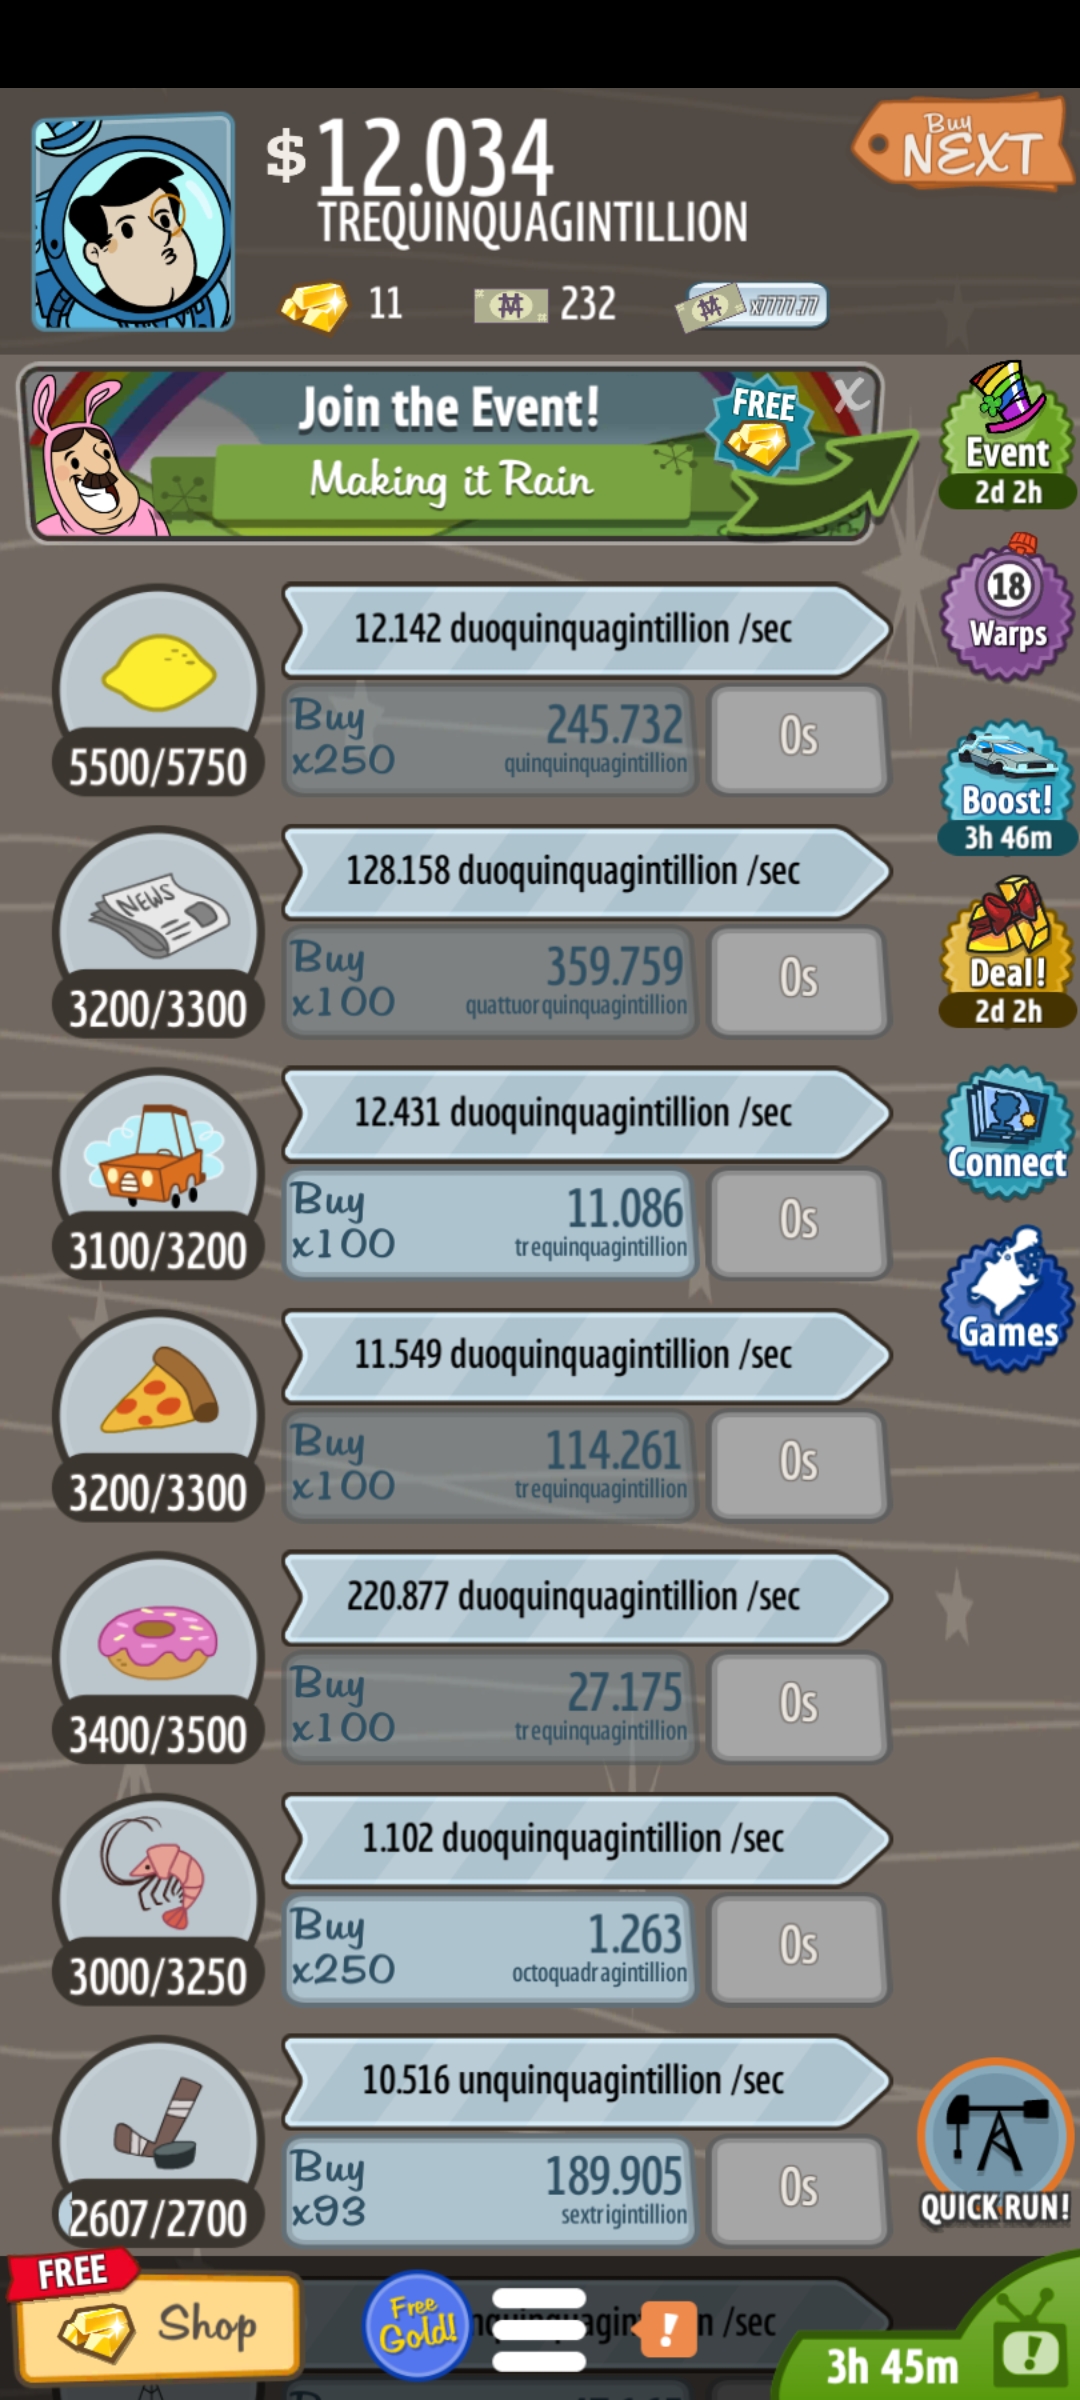 $12.034
TREQUINQUAGINTILLION
Buy
NEXT
11
232
x7777.77
Join the Event!
Making it Rain
FREE
X
Event
2d 2h
18
Warps
Boost!
3h 46m
Deal!
2d 2h
Connect
Games
12.142 duoquinquagintillion /sec
5500/5750
Buy
x250
245.732
quinquinquagintillion
0s
NEWS
128.158 duoquinquagintillion /sec
3200/3300
Buy
x100
359.759
quattuorquinquagintillion
0s
12.431 duoquinquagintillion /sec
3100/3200
Buy
x100
11.086
trequinquagintillion
0s
11.549 duoquinquagintillion /sec
3200/3300
Buy
x100
114.261
trequinquagintillion
0s
220.877 duoquinquagintillion /sec
3400/3500
Buy
x100
27.175
trequinquagintillion
0s
1.102 duoquinquagintillion /sec
3000/3250
Buy
x250
1.263
octoquadragintillion
0s
10.516 unquinquagintillion /sec
2607/2700
Buy
x93
189.905
sextrigintillion
0s
QUICK RUN!
FREE
Shop
Free
Gold!
!
/sec
3h 45m
!